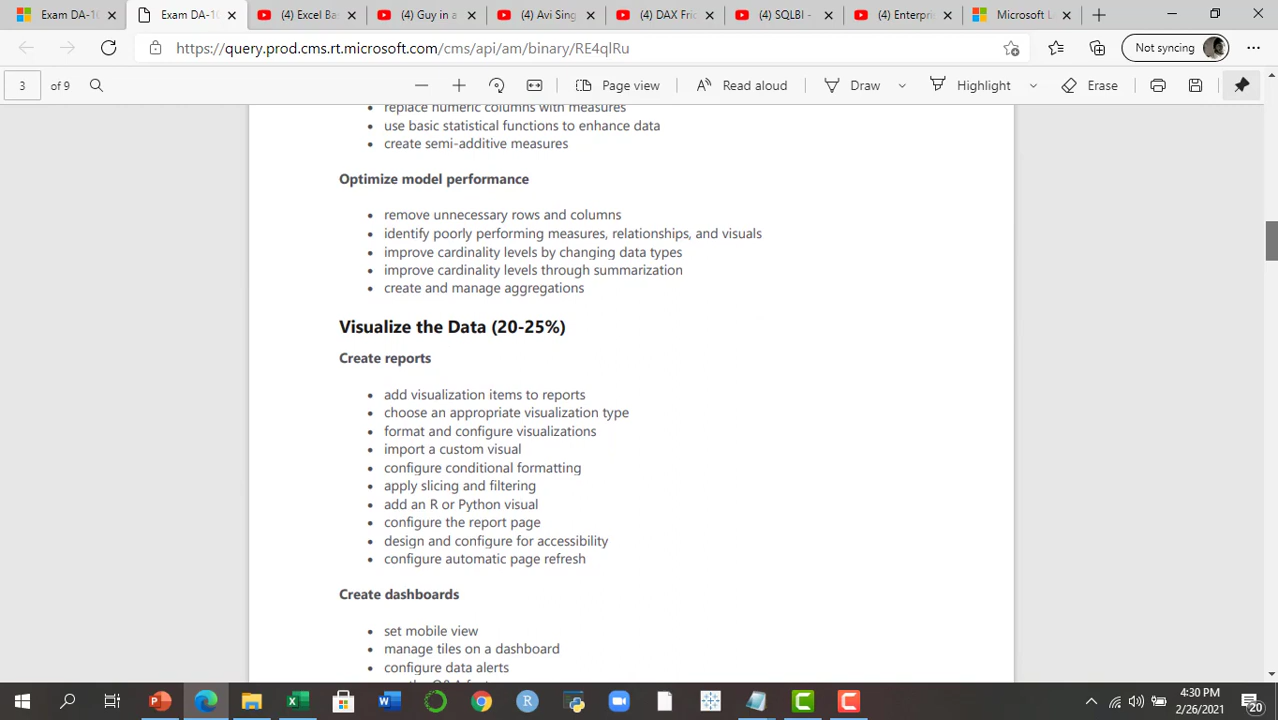 Exam DA-10
Exam DA-10
(4) Excel Ba
(4) Guy in a
(4) Avi Sing
(4) DAX Fric
(4) SQLBI -
(4) Enterpri
Microsoft L
https://query.prod.cms.rt.microsoft.com/cms/api/am/binary/RE4qlRu
Not syncing
3 of 9
Page view
Read aloud
Draw
Highlight
Erase
replace numeric columns with measures
• use basic statistical functions to enhance data
• create semi-additive measures
Optimize model performance
• remove unnecessary rows and columns
• identify poorly performing measures, relationships, and visuals
• improve cardinality levels by changing data types
• improve cardinality levels through summarization
• create and manage aggregations
Visualize the Data (20-25%)
Create reports
• add visualization items to reports
• choose an appropriate visualization type
• format and configure visualizations
• import a custom visual
• configure conditional formatting
• apply slicing and filtering
• add an R or Python visual
• configure the report page
• design and configure for accessibility
• configure automatic page refresh
Create dashboards
• set mobile view
• manage tiles on a dashboard
• configure data alerts
4:30 PM
2/26/2021
20